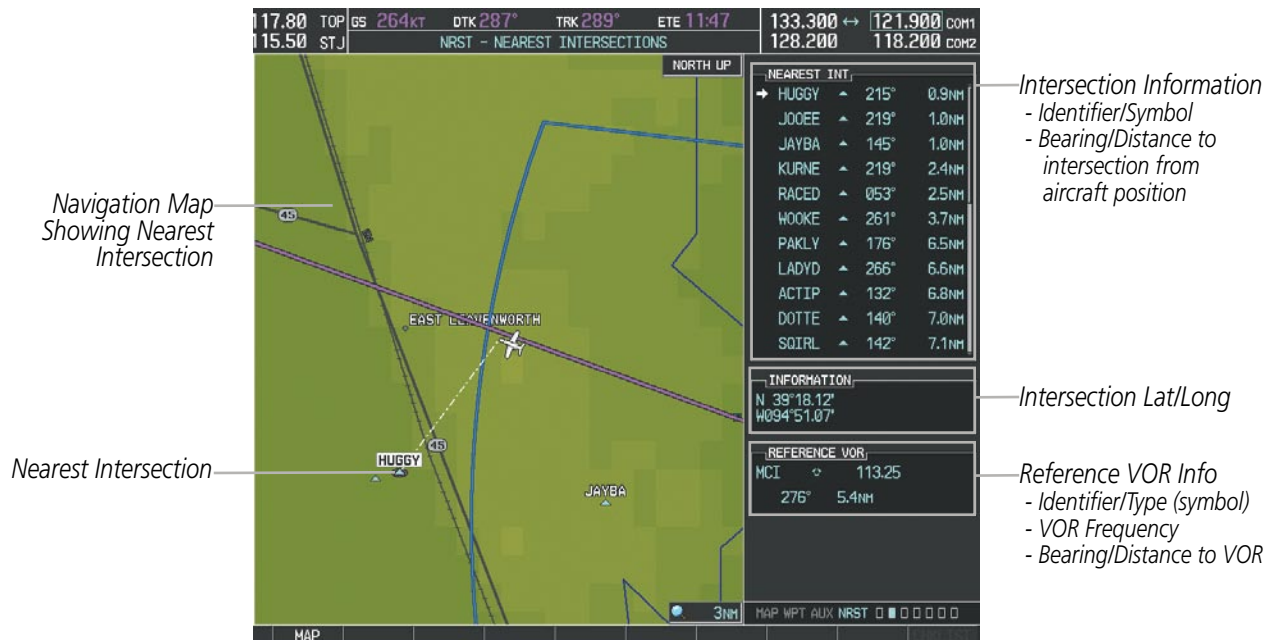 117.80 TOP GS 264KT DTK 287° TRK 289° ETE 11:47 133.300 ↔ 121.900 COM1
115.50 STJ NRST - NEAREST INTERSECTIONS 128.200 118.200 COM2
NORTH UP
45
EAST LEAVENWORTH
45
HUGGY
JAYBA
3NM
NEAREST INT
HUGGY 215° 0.9NM
JOOEE 219° 1.0NM
JAYBA 145° 1.0NM
KURNE 219° 2.4NM
RACED 053° 2.5NM
WOOKE 261° 3.7NM
PAKLY 176° 6.5NM
LADYD 266° 6.6NM
ACTIP 132° 6.8NM
DOTTE 140° 7.0NM
SQIRL 142° 7.1NM
INFORMATION
N 39°18.12'
W094°51.07'
REFERENCE VOR
MCI 113.25
276° 5.4NM
MAP WPT AUX NRST
MAP
Navigation Map
Showing Nearest
Intersection
Nearest Intersection
Intersection Information
- Identifier/Symbol
- Bearing/Distance to
intersection from
aircraft position
Intersection Lat/Long
Reference VOR Info
- Identifier/Type (symbol)
- VOR Frequency
- Bearing/Distance to VOR